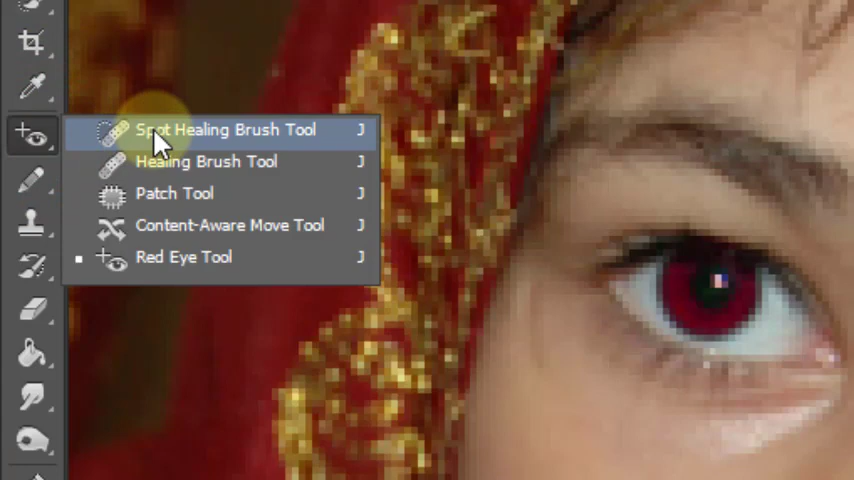 Spot Healing Brush Tool J
Healing Brush Tool J
Patch Tool J
Content-Aware Move Tool J
Red Eye Tool J